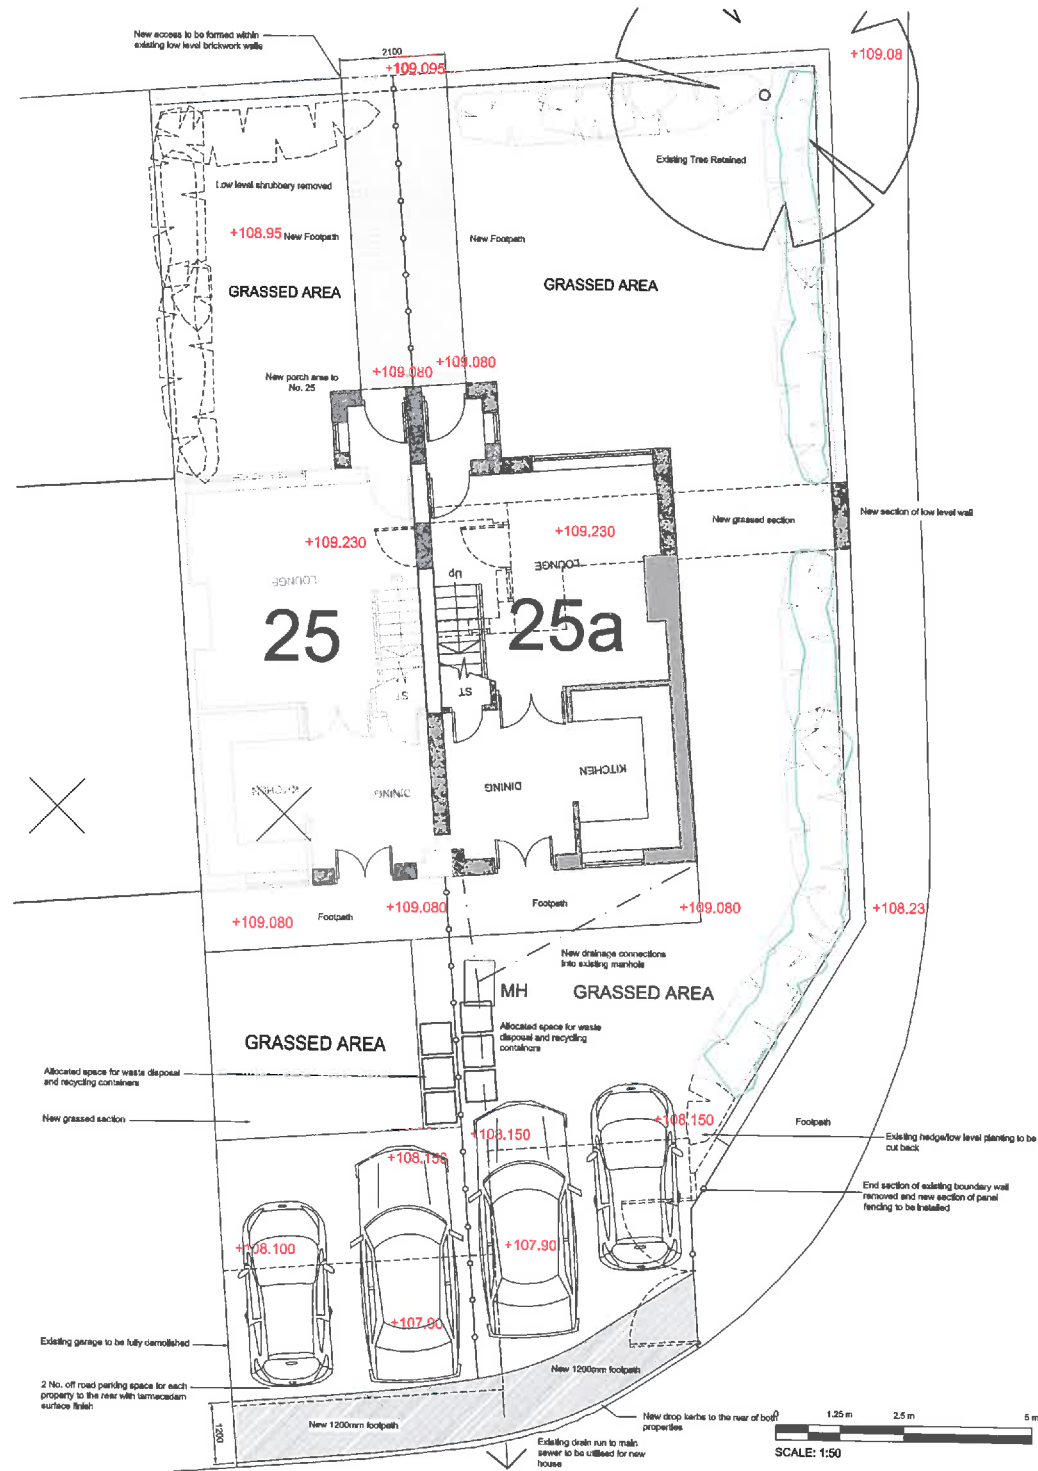 New access to be formed within
existing low level brickwork walls
2100
+109.095
+109.08
Existing Tree Retained
Low level shrubbery removed
+108.95 New Footpath
New Footpath
GRASSED AREA
GRASSED AREA
+109.080
+109.080
New porch area to
No. 25
New grassed section
New section of low level wall
+109.230
+109.230
LOUNGE
LOUNGE
Up
25
25a
ST
ST
KITCHEN
DINING
DINING
KITCHEN
+109.080
Footpath
+109.080
Footpath
+109.080
+108.23
New drainage connections
into existing manhole
MH
GRASSED AREA
Allocated space for waste
disposal and recycling
containers
GRASSED AREA
Allocated space for waste disposal
and recycling containers
New grassed section
+108.150
+108.150
+108.150
Footpath
Existing hedge/low level planting to be
cut back
End section of existing boundary wall
removed and new section of panel
fencing to be installed
+108.100
+107.90
+107.90
Existing garage to be fully demolished
2 No. off road parking space for each
property to the rear with tarmacadam
surface finish
New 1200mm footpath
New 1200mm footpath
1200
New drop kerbs to the rear of both
properties
Existing drain run to main
sewer to be utilised for new
house
0 1.25 m 2.5 m 5 m
SCALE: 1:50